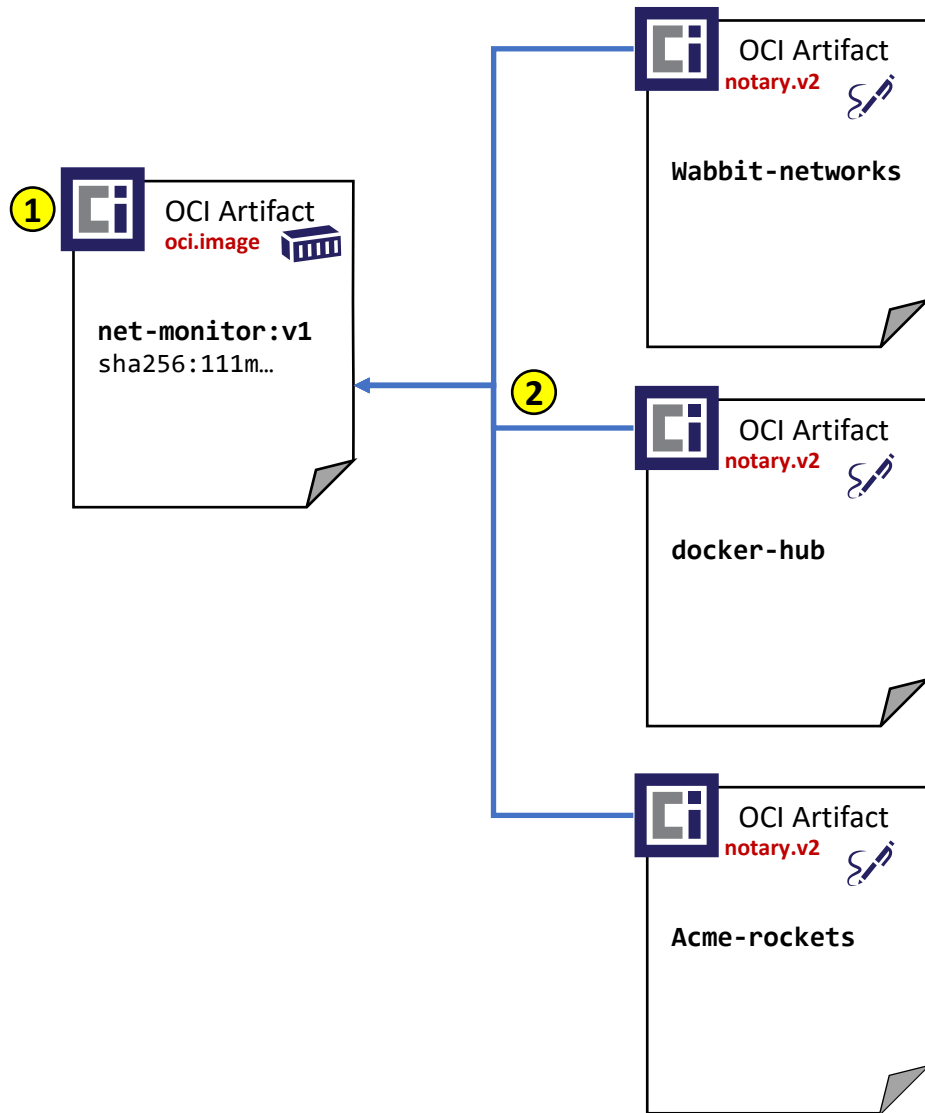 OCI Artifact
notary.v2
Wabbit-networks
1
OCI Artifact
oci.image
net-monitor:v1
sha256:111m…
2
OCI Artifact
notary.v2
docker-hub
OCI Artifact
notary.v2
Acme-rockets